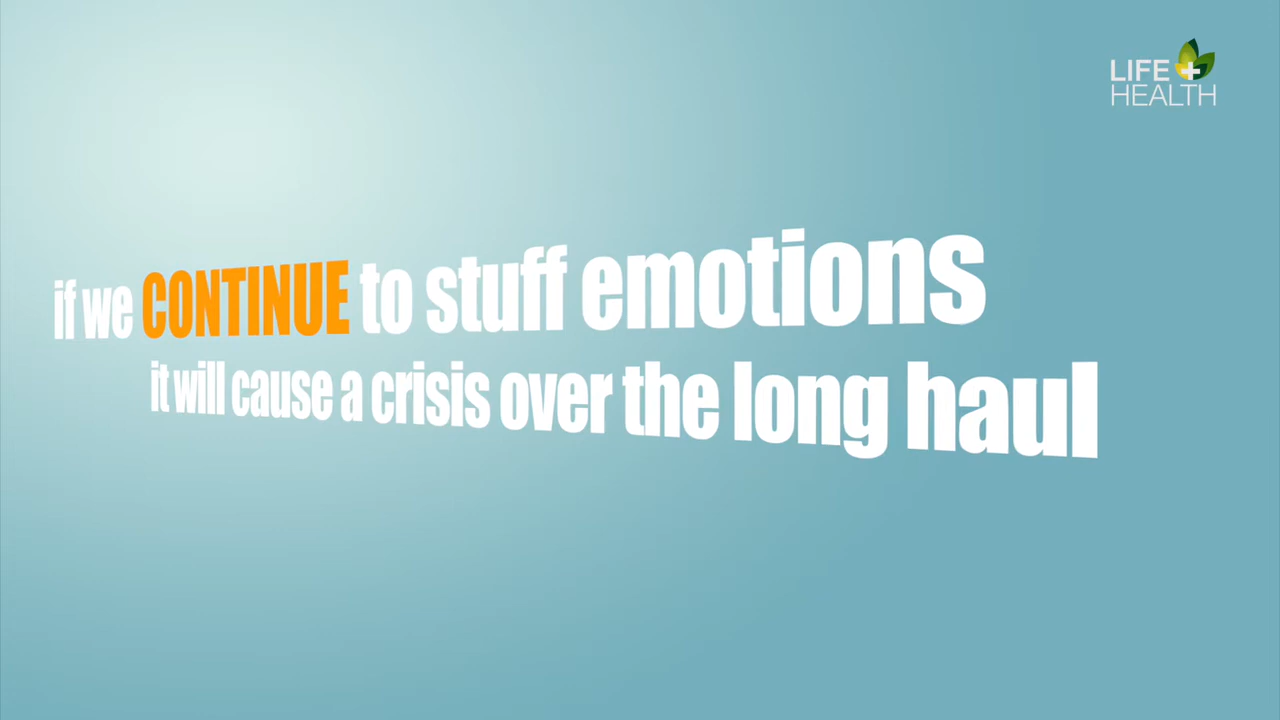 LIFE+
HEALTH
if we CONTINUE to stuff emotions
it will cause a crisis over the long haul